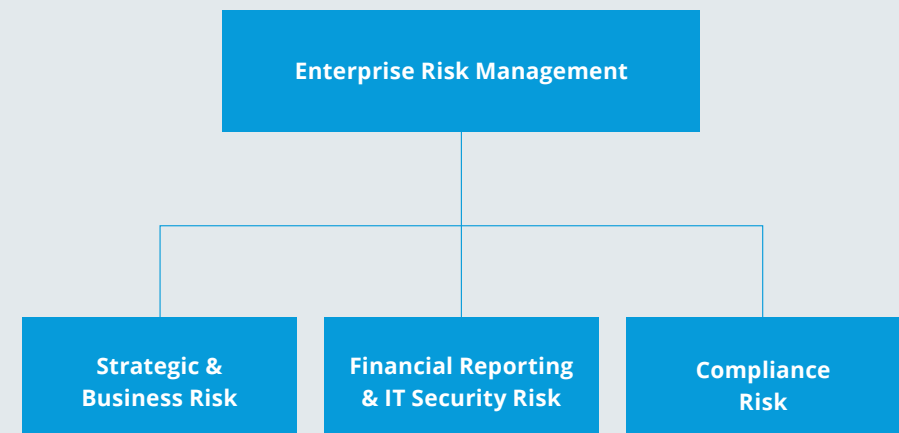 Enterprise Risk Management
Strategic &
Business Risk
Financial Reporting
& IT Security Risk
Compliance
Risk